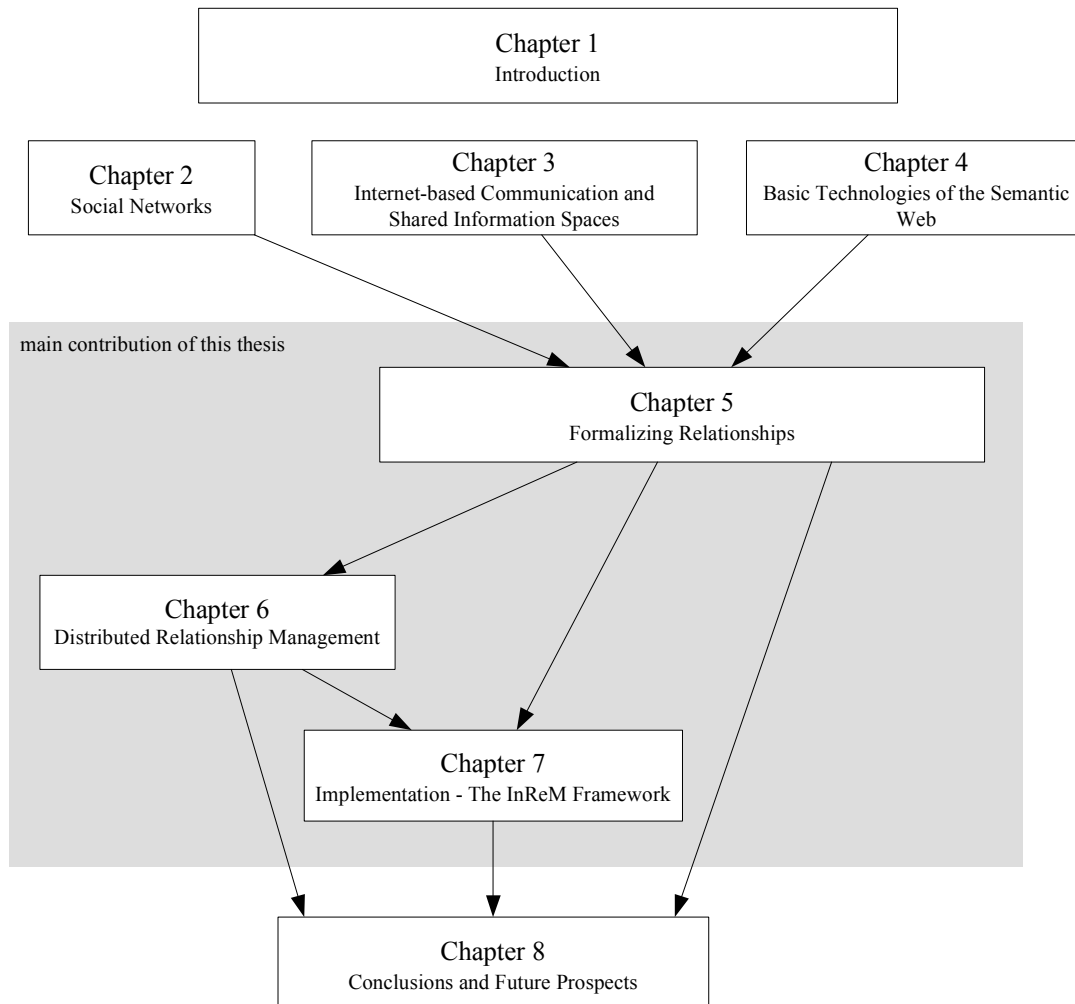 Chapter 1
Introduction
Chapter 2
Social Networks
Chapter 3
Internet-based Communication and
Shared Information Spaces
Chapter 4
Basic Technologies of the Semantic
Web
main contribution of this thesis
Chapter 5
Formalizing Relationships
Chapter 6
Distributed Relationship Management
Chapter 7
Implementation - The InReM Framework
Chapter 8
Conclusions and Future Prospects